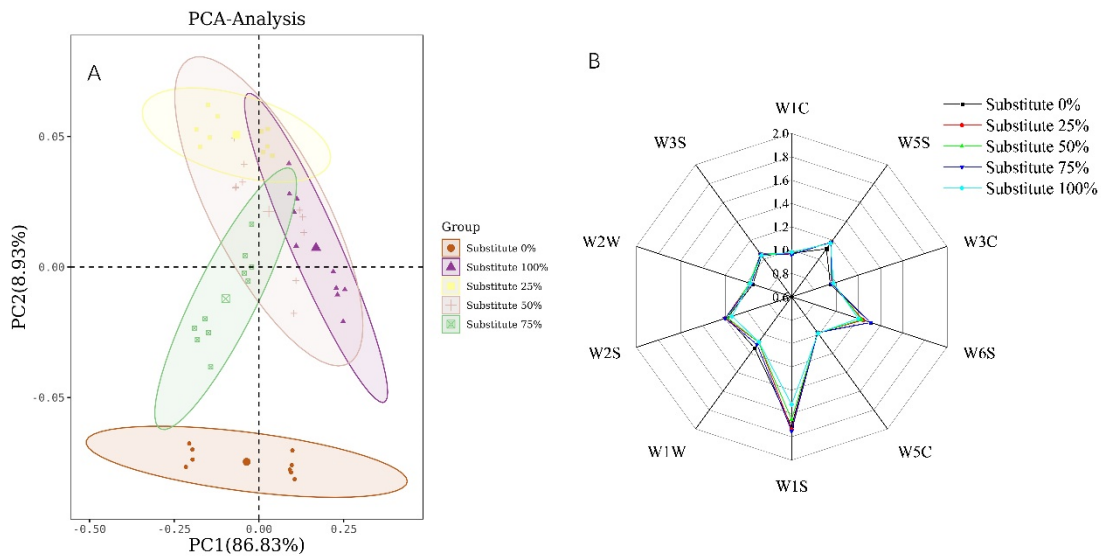 PCA-Analysis
A
PC2(8.93%)
0.05
0.00
-0.05
-0.50
-0.25
0.00
0.25
PC1(86.83%)
Group
Substitute 0%
Substitute 100%
Substitute 25%
Substitute 50%
Substitute 75%
B
W1C
W5S
W3C
W6S
W5C
W1S
W1W
W2S
W2W
W3S
2.0
1.8
1.6
1.4
1.2
1.0
0.8
0.6
Substitute 0%
Substitute 25%
Substitute 50%
Substitute 75%
Substitute 100%